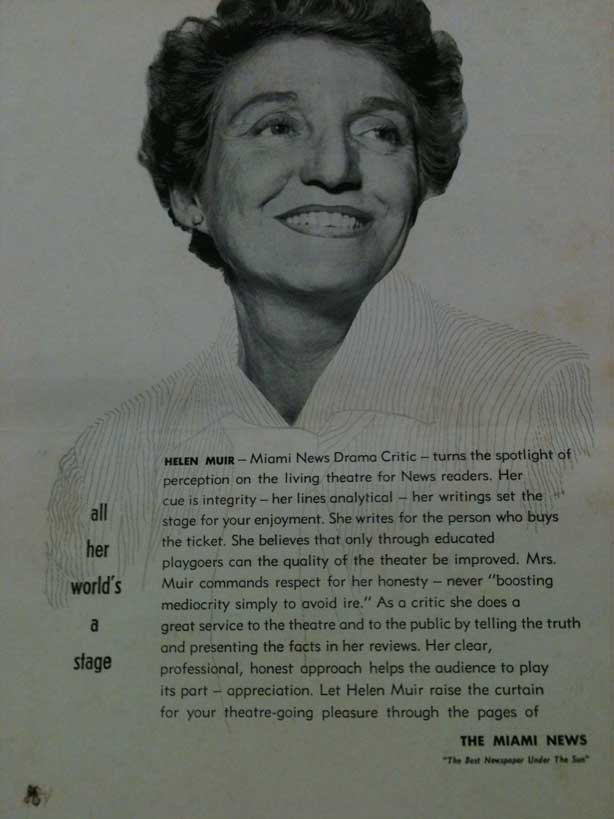 all
her
world's
a
stage
HELEN MUIR – Miami News Drama Critic – turns the spotlight of
perception on the living theatre for News readers. Her
cue is integrity – her lines analytical – her writings set the
stage for your enjoyment. She writes for the person who buys
the ticket. She believes that only through educated
playgoers can the quality of the theater be improved. Mrs.
Muir commands respect for her honesty – never "boosting
mediocrity simply to avoid ire." As a critic she does a
great service to the theatre and to the public by telling the truth
and presenting the facts in her reviews. Her clear,
professional, honest approach helps the audience to play
its part – appreciation. Let Helen Muir raise the curtain
for your theatre-going pleasure through the pages of
THE MIAMI NEWS
"The Best Newspaper Under The Sun"